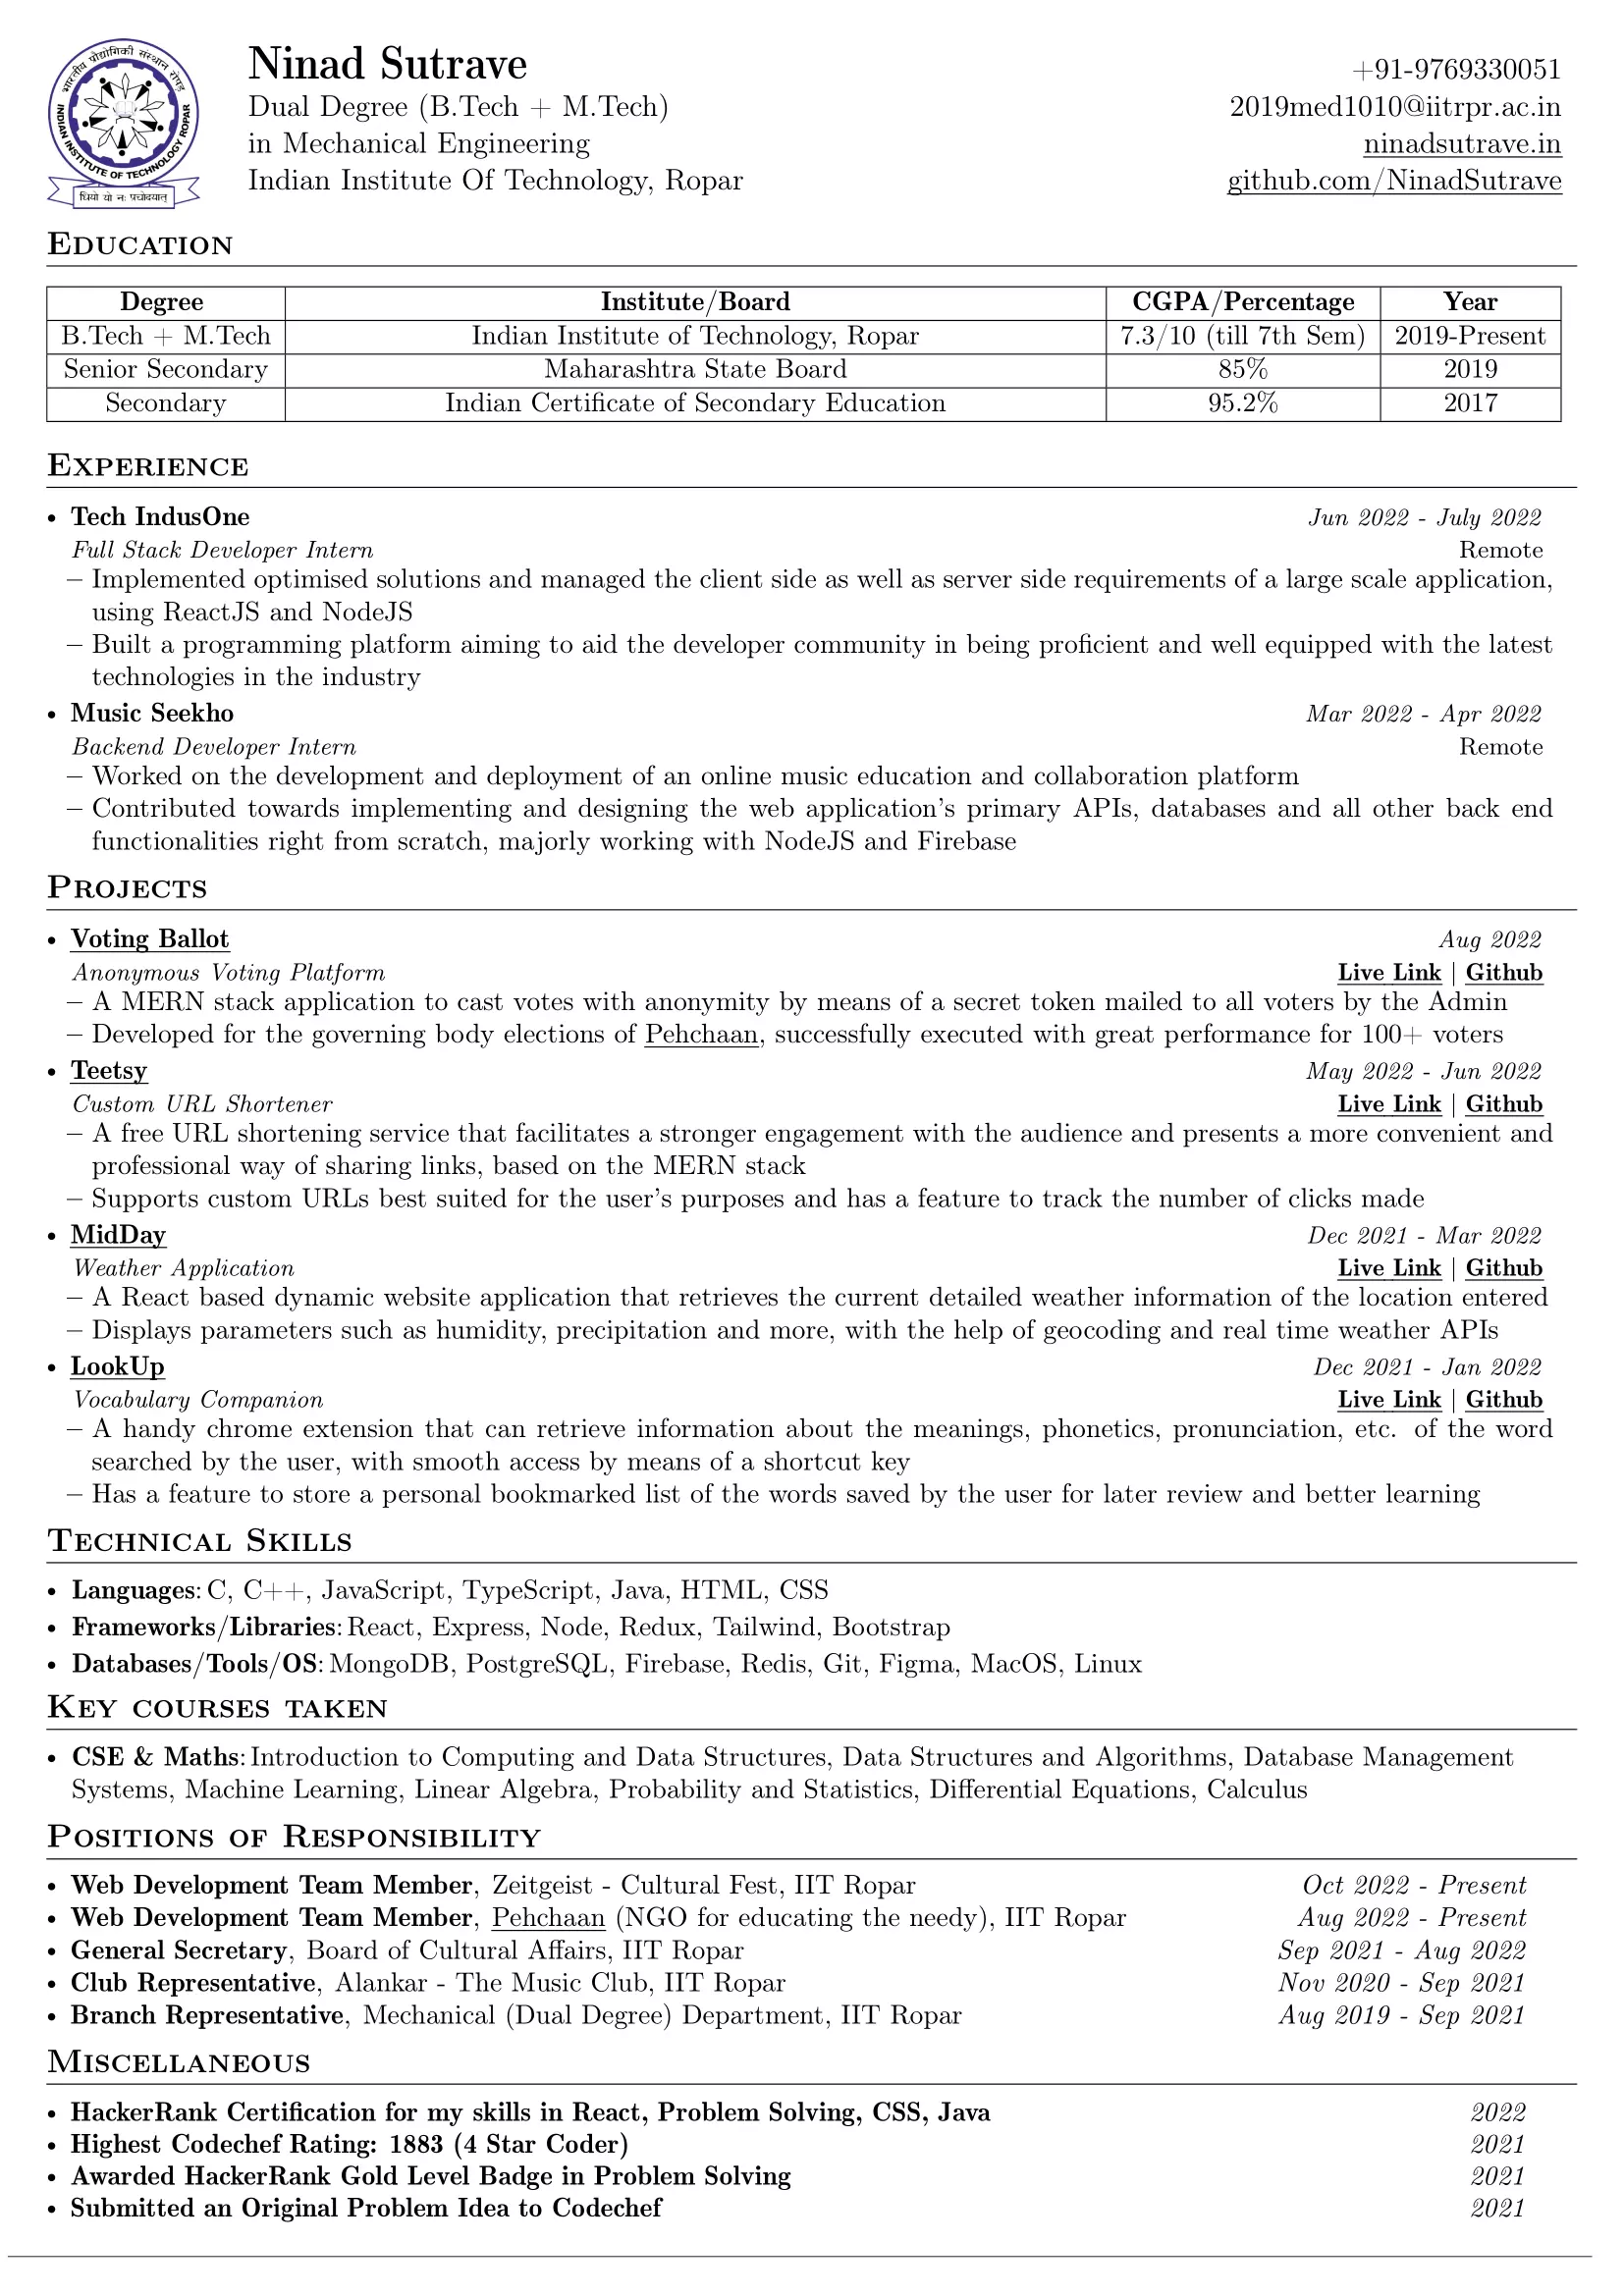 भारतीय प्रौद्योगिकी संस्थान रोपड़
INDIAN INSTITUTE OF TECHNOLOGY ROPAR
धियो यो नः प्रचोदयात्
Ninad Sutrave
Dual Degree (B.Tech + M.Tech)
in Mechanical Engineering
Indian Institute Of Technology, Ropar
+91-9769330051
2019med1010@iitrpr.ac.in
ninadsutrave.in
github.com/NinadSutrave
EDUCATION
Degree Institute/Board CGPA/Percentage Year
B.Tech + M.Tech Indian Institute of Technology, Ropar 7.3/10 (till 7th Sem) 2019-Present
Senior Secondary Maharashtra State Board 85% 2019
Secondary Indian Certificate of Secondary Education 95.2% 2017
EXPERIENCE
• Tech IndusOne Jun 2022 - July 2022
Full Stack Developer Intern Remote
– Implemented optimised solutions and managed the client side as well as server side requirements of a large scale application,
using ReactJS and NodeJS
– Built a programming platform aiming to aid the developer community in being proficient and well equipped with the latest
technologies in the industry
• Music Seekho Mar 2022 - Apr 2022
Backend Developer Intern Remote
– Worked on the development and deployment of an online music education and collaboration platform
– Contributed towards implementing and designing the web application's primary APIs, databases and all other back end
functionalities right from scratch, majorly working with NodeJS and Firebase
PROJECTS
• Voting Ballot Aug 2022
Anonymous Voting Platform Live Link | Github
– A MERN stack application to cast votes with anonymity by means of a secret token mailed to all voters by the Admin
– Developed for the governing body elections of Pehchaan, successfully executed with great performance for 100+ voters
• Teetsy May 2022 - Jun 2022
Custom URL Shortener Live Link | Github
– A free URL shortening service that facilitates a stronger engagement with the audience and presents a more convenient and
professional way of sharing links, based on the MERN stack
– Supports custom URLs best suited for the user's purposes and has a feature to track the number of clicks made
• MidDay Dec 2021 - Mar 2022
Weather Application Live Link | Github
– A React based dynamic website application that retrieves the current detailed weather information of the location entered
– Displays parameters such as humidity, precipitation and more, with the help of geocoding and real time weather APIs
• LookUp Dec 2021 - Jan 2022
Vocabulary Companion Live Link | Github
– A handy chrome extension that can retrieve information about the meanings, phonetics, pronunciation, etc. of the word
searched by the user, with smooth access by means of a shortcut key
– Has a feature to store a personal bookmarked list of the words saved by the user for later review and better learning
TECHNICAL SKILLS
• Languages: C, C++, JavaScript, TypeScript, Java, HTML, CSS
• Frameworks/Libraries: React, Express, Node, Redux, Tailwind, Bootstrap
• Databases/Tools/OS: MongoDB, PostgreSQL, Firebase, Redis, Git, Figma, MacOS, Linux
KEY COURSES TAKEN
• CSE & Maths: Introduction to Computing and Data Structures, Data Structures and Algorithms, Database Management
Systems, Machine Learning, Linear Algebra, Probability and Statistics, Differential Equations, Calculus
POSITIONS OF RESPONSIBILITY
• Web Development Team Member, Zeitgeist - Cultural Fest, IIT Ropar Oct 2022 - Present
• Web Development Team Member, Pehchaan (NGO for educating the needy), IIT Ropar Aug 2022 - Present
• General Secretary, Board of Cultural Affairs, IIT Ropar Sep 2021 - Aug 2022
• Club Representative, Alankar - The Music Club, IIT Ropar Nov 2020 - Sep 2021
• Branch Representative, Mechanical (Dual Degree) Department, IIT Ropar Aug 2019 - Sep 2021
MISCELLANEOUS
• HackerRank Certification for my skills in React, Problem Solving, CSS, Java 2022
• Highest Codechef Rating: 1883 (4 Star Coder) 2021
• Awarded HackerRank Gold Level Badge in Problem Solving 2021
• Submitted an Original Problem Idea to Codechef 2021